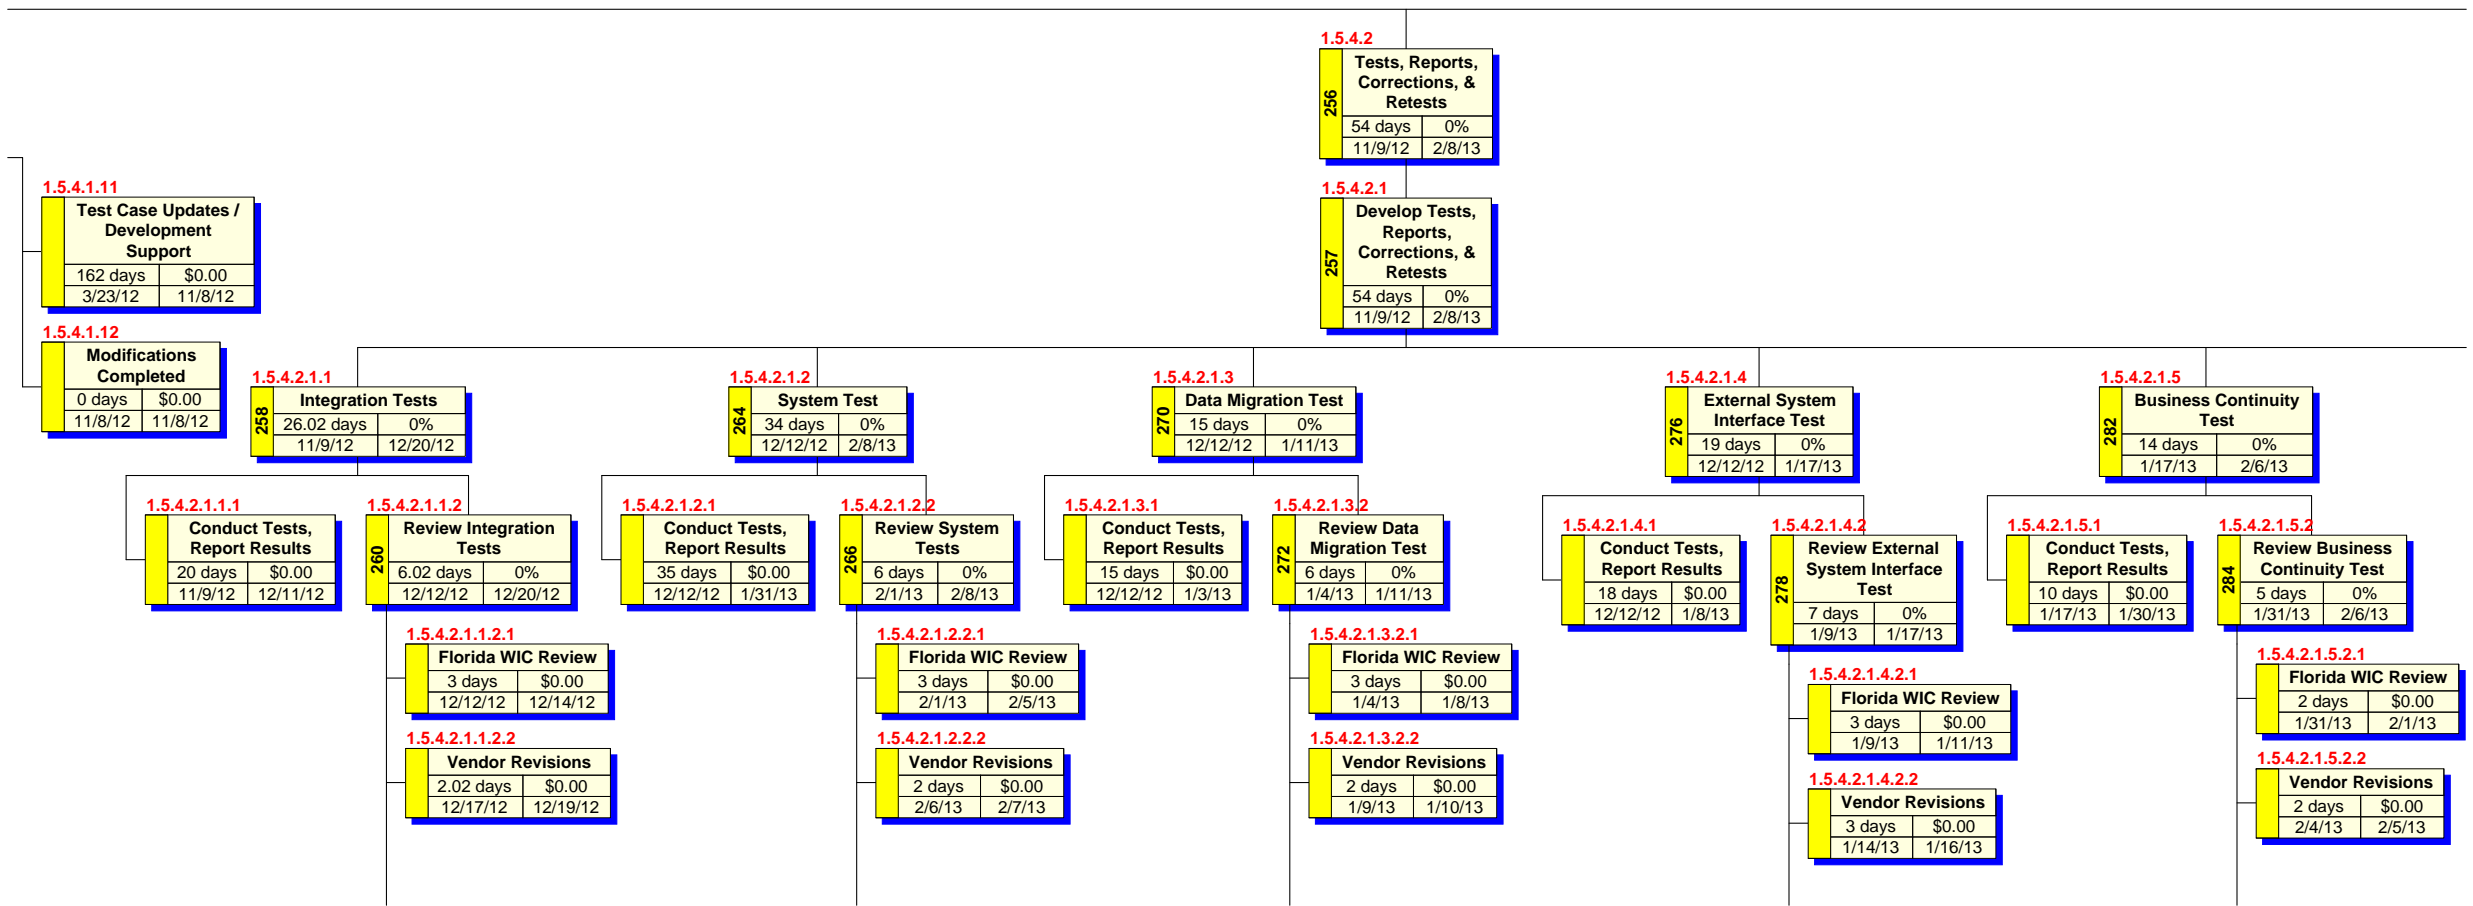 1.5.4.2
256
Tests, Reports,
Corrections, &
Retests
54 days 0%
11/9/12 2/8/13
1.5.4.1.11
Test Case Updates /
Development
Support
162 days $0.00
3/23/12 11/8/12
1.5.4.2.1
257
Develop Tests,
Reports,
Corrections, &
Retests
54 days 0%
11/9/12 2/8/13
1.5.4.1.12
Modifications
Completed
0 days $0.00
11/8/12 11/8/12
1.5.4.2.1.1
258
Integration Tests
26.02 days 0%
11/9/12 12/20/12
1.5.4.2.1.2
264
System Test
34 days 0%
12/12/12 2/8/13
1.5.4.2.1.3
270
Data Migration Test
15 days 0%
12/12/12 1/11/13
1.5.4.2.1.4
276
External System
Interface Test
19 days 0%
12/12/12 1/17/13
1.5.4.2.1.5
282
Business Continuity
Test
14 days 0%
1/17/13 2/6/13
1.5.4.2.1.1.1
Conduct Tests,
Report Results
20 days $0.00
11/9/12 12/11/12
1.5.4.2.1.1.2
260
Review Integration
Tests
6.02 days 0%
12/12/12 12/20/12
1.5.4.2.1.2.1
Conduct Tests,
Report Results
35 days $0.00
12/12/12 1/31/13
1.5.4.2.1.2.2
266
Review System
Tests
6 days 0%
2/1/13 2/8/13
1.5.4.2.1.3.1
Conduct Tests,
Report Results
15 days $0.00
12/12/12 1/3/13
1.5.4.2.1.3.2
272
Review Data
Migration Test
6 days 0%
1/4/13 1/11/13
1.5.4.2.1.4.1
Conduct Tests,
Report Results
18 days $0.00
12/12/12 1/8/13
1.5.4.2.1.4.2
278
Review External
System Interface
Test
7 days 0%
1/9/13 1/17/13
1.5.4.2.1.5.1
Conduct Tests,
Report Results
10 days $0.00
1/17/13 1/30/13
1.5.4.2.1.5.2
284
Review Business
Continuity Test
5 days 0%
1/31/13 2/6/13
1.5.4.2.1.1.2.1
Florida WIC Review
3 days $0.00
12/12/12 12/14/12
1.5.4.2.1.2.2.1
Florida WIC Review
3 days $0.00
2/1/13 2/5/13
1.5.4.2.1.3.2.1
Florida WIC Review
3 days $0.00
1/4/13 1/8/13
1.5.4.2.1.4.2.1
Florida WIC Review
3 days $0.00
1/9/13 1/11/13
1.5.4.2.1.5.2.1
Florida WIC Review
2 days $0.00
1/31/13 2/1/13
1.5.4.2.1.1.2.2
Vendor Revisions
2.02 days $0.00
12/17/12 12/19/12
1.5.4.2.1.2.2.2
Vendor Revisions
2 days $0.00
2/6/13 2/7/13
1.5.4.2.1.3.2.2
Vendor Revisions
2 days $0.00
1/9/13 1/10/13
1.5.4.2.1.4.2.2
Vendor Revisions
3 days $0.00
1/14/13 1/16/13
1.5.4.2.1.5.2.2
Vendor Revisions
2 days $0.00
2/4/13 2/5/13